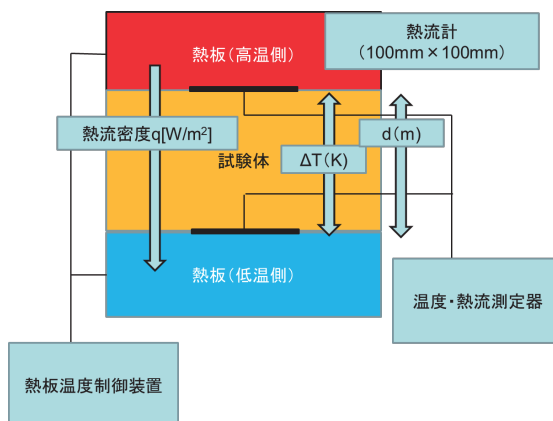 熱板(高温側)
熱流計
(100mm×100mm)
熱流密度q[W/m²]
試験体
ΔT(K)
d(m)
熱板(低温側)
温度・熱流測定器
熱板温度制御装置